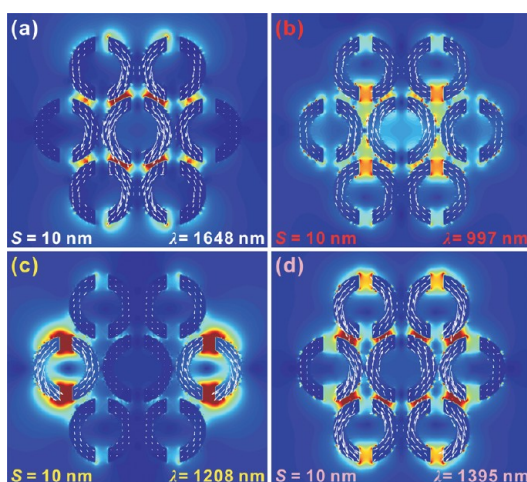 (a)
(b)
S = 10 nm λ= 1648 nm
S = 10 nm λ= 997 nm
(c)
(d)
S = 10 nm λ= 1208 nm
S = 10 nm λ= 1395 nm